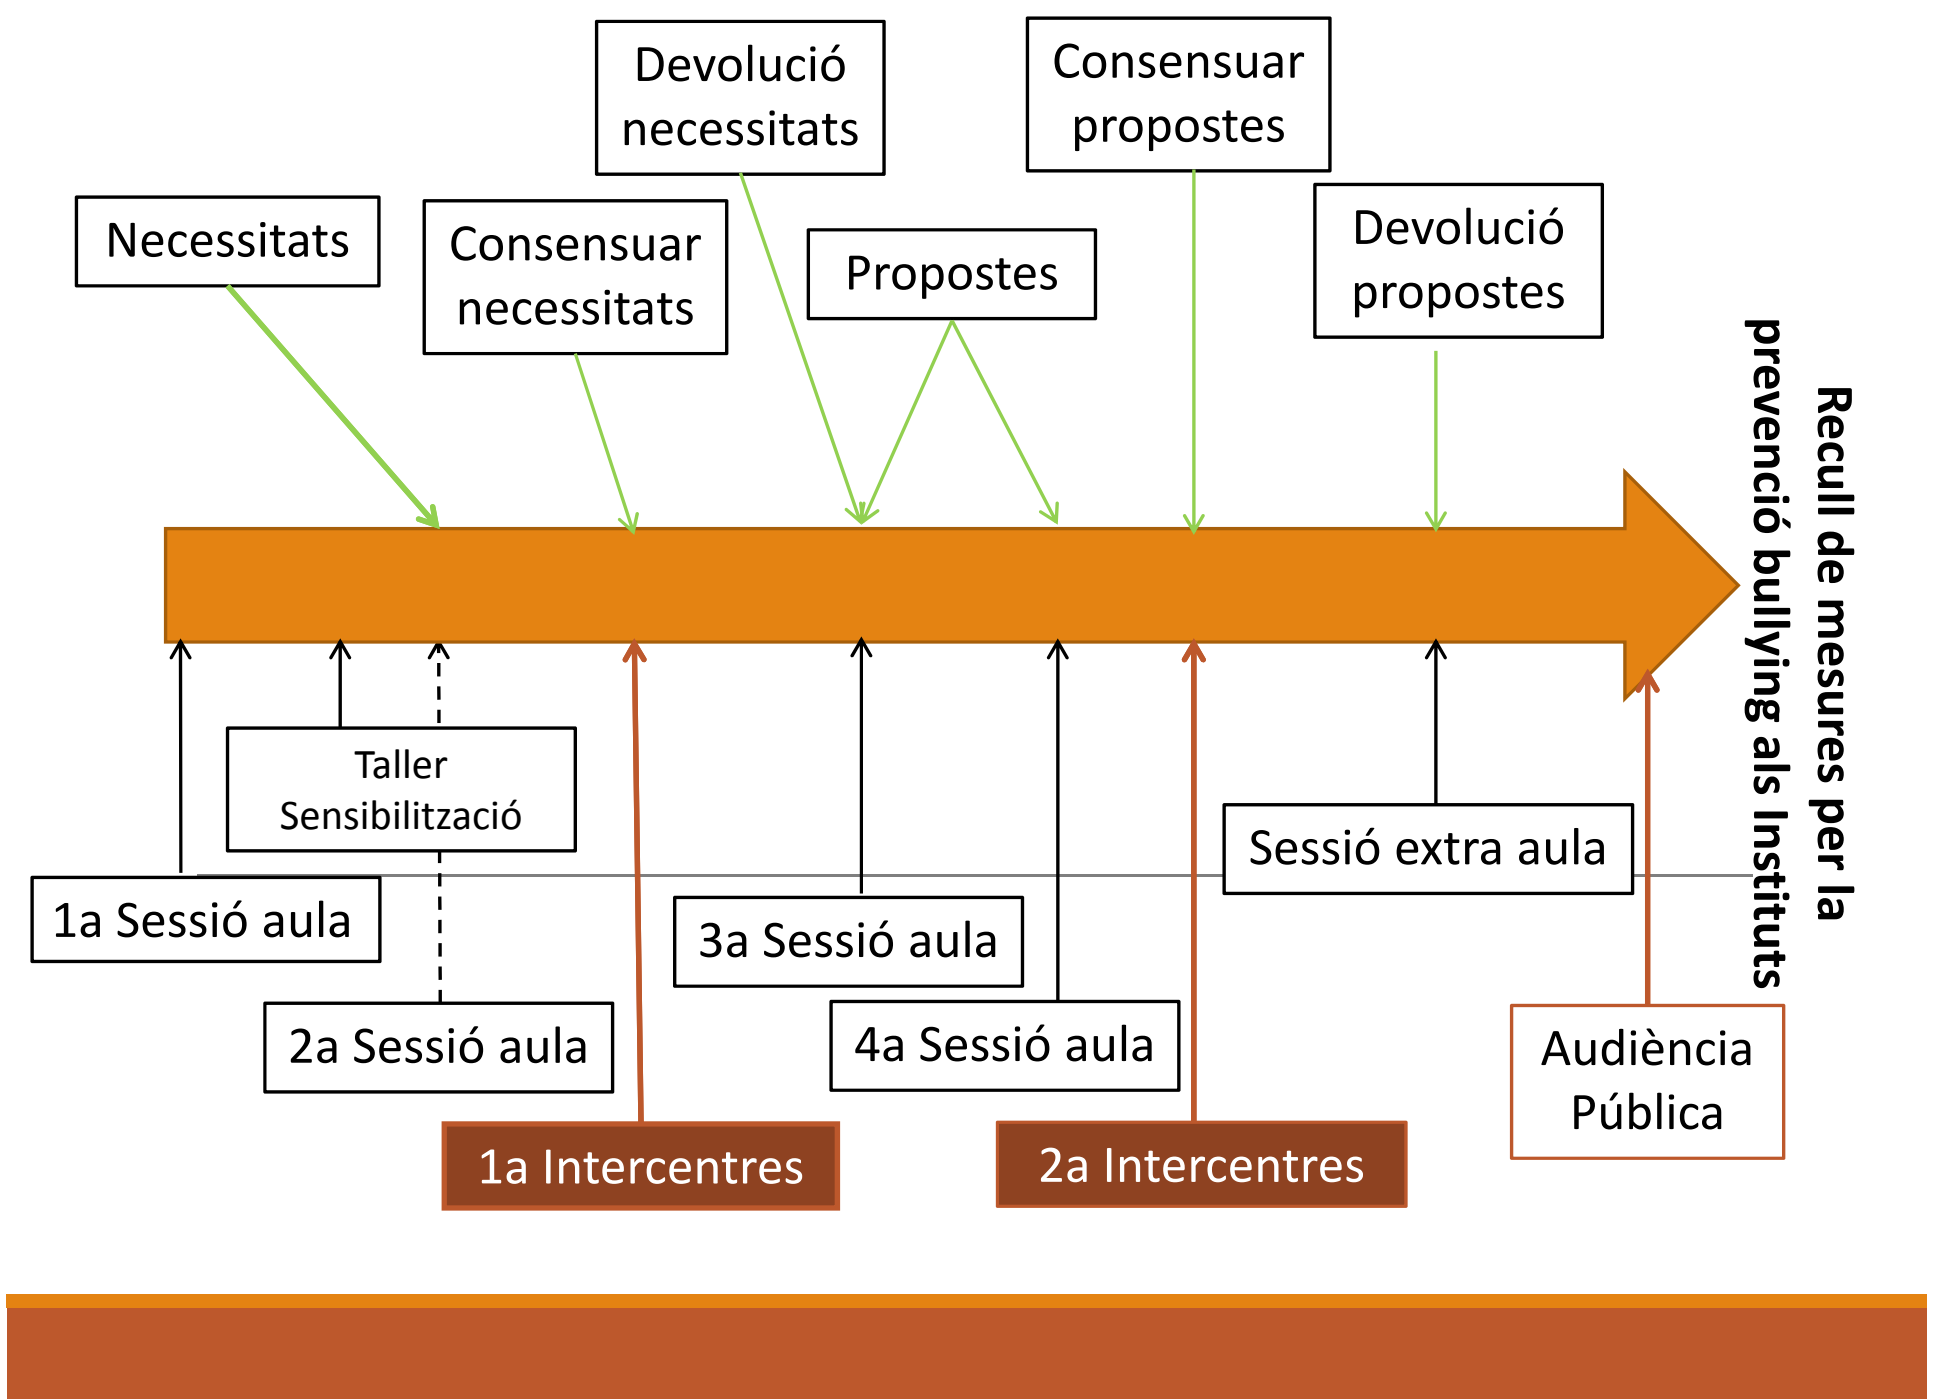 Devolució
necessitats
Consensuar
propostes
Necessitats
Consensuar
necessitats
Propostes
Devolució
propostes
Recull de mesures per la
prevenció bullying als Instituts
Taller
Sensibilització
1a Sessió aula
2a Sessió aula
3a Sessió aula
4a Sessió aula
Sessió extra aula
Audiència
Pública
1a Intercentres
2a Intercentres